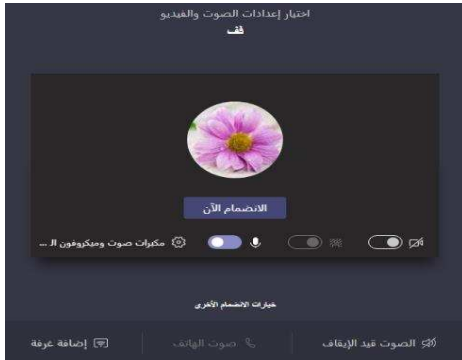 اختيار إعدادات الصوت والفيديو
قف
الانضمام الآن
مكبرات صوت وميكروفون الـ ...
خيارات الانضمام الأخرى
الصوت قيد الإيقاف
صوت الهاتف
إضافة غرفة